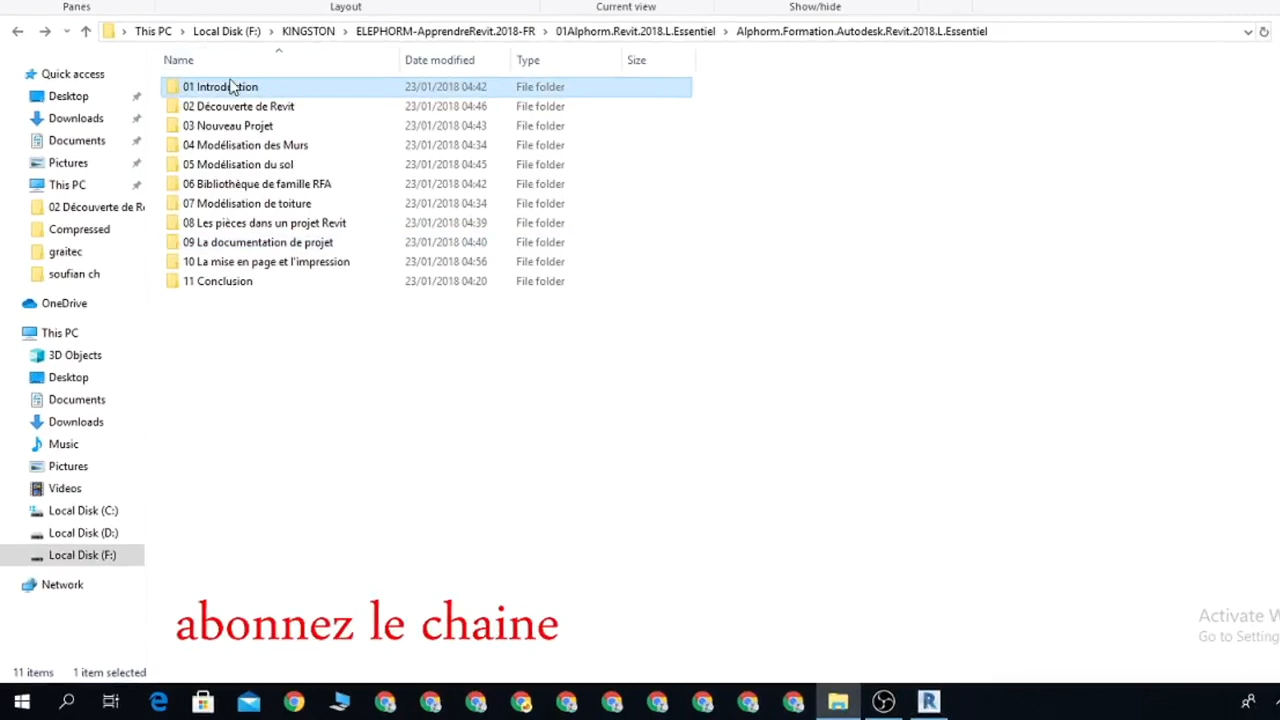 Panes Layout Current view Show/hide
This PC Local Disk (F:) KINGSTON ELEPHORM-ApprendreRevit.2018-FR 01Alphorm.Revit.2018.L.Essentiel Alphorm.Formation.Autodesk.Revit.2018.L.Essentiel
Name Date modified Type Size
Quick access
Desktop
Downloads
Documents
Pictures
This PC
02 Découverte de R
Compressed
graitec
soufian ch
OneDrive
This PC
3D Objects
Desktop
Documents
Downloads
Music
Pictures
Videos
Local Disk (C:)
Local Disk (D:)
Local Disk (F:)
Network
01 Introduction 23/01/2018 04:42 File folder
02 Découverte de Revit 23/01/2018 04:46 File folder
03 Nouveau Projet 23/01/2018 04:43 File folder
04 Modélisation des Murs 23/01/2018 04:34 File folder
05 Modélisation du sol 23/01/2018 04:45 File folder
06 Bibliothèque de famille RFA 23/01/2018 04:42 File folder
07 Modélisation de toiture 23/01/2018 04:34 File folder
08 Les pièces dans un projet Revit 23/01/2018 04:39 File folder
09 La documentation de projet 23/01/2018 04:40 File folder
10 La mise en page et l'impression 23/01/2018 04:56 File folder
11 Conclusion 23/01/2018 04:20 File folder
abonnez le chaine
Activate W
Go to Setting
11 items 1 item selected